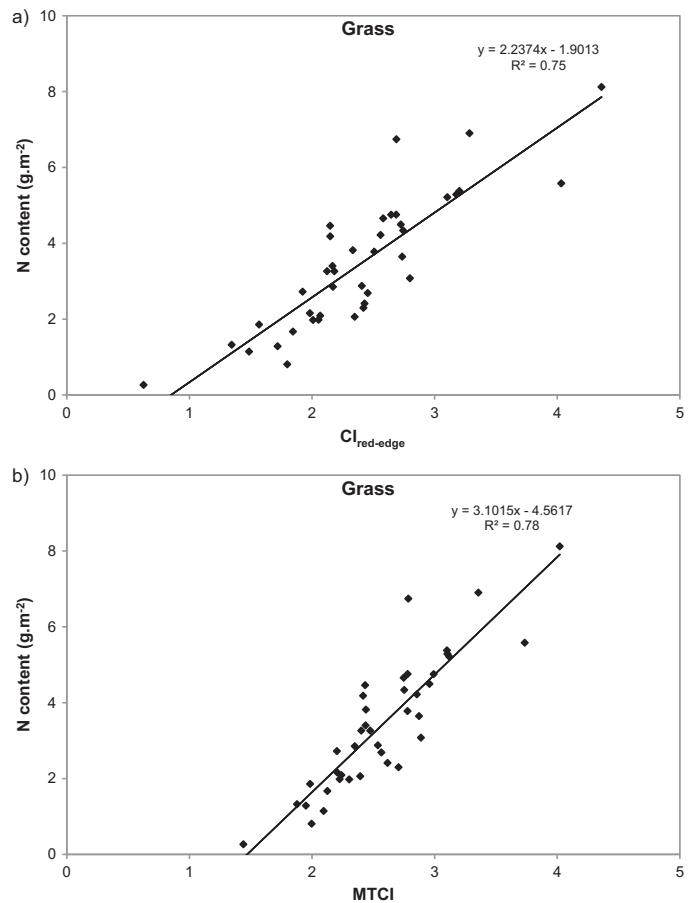 a)
Grass
y = 2.2374x - 1.9013
R² = 0.75
N content (g.m-2)
10
8
6
4
2
0
0 1 2 3 4 5
CIred-edge
b)
Grass
y = 3.1015x - 4.5617
R² = 0.78
N content (g.m-2)
10
8
6
4
2
0
0 1 2 3 4 5
MTCI